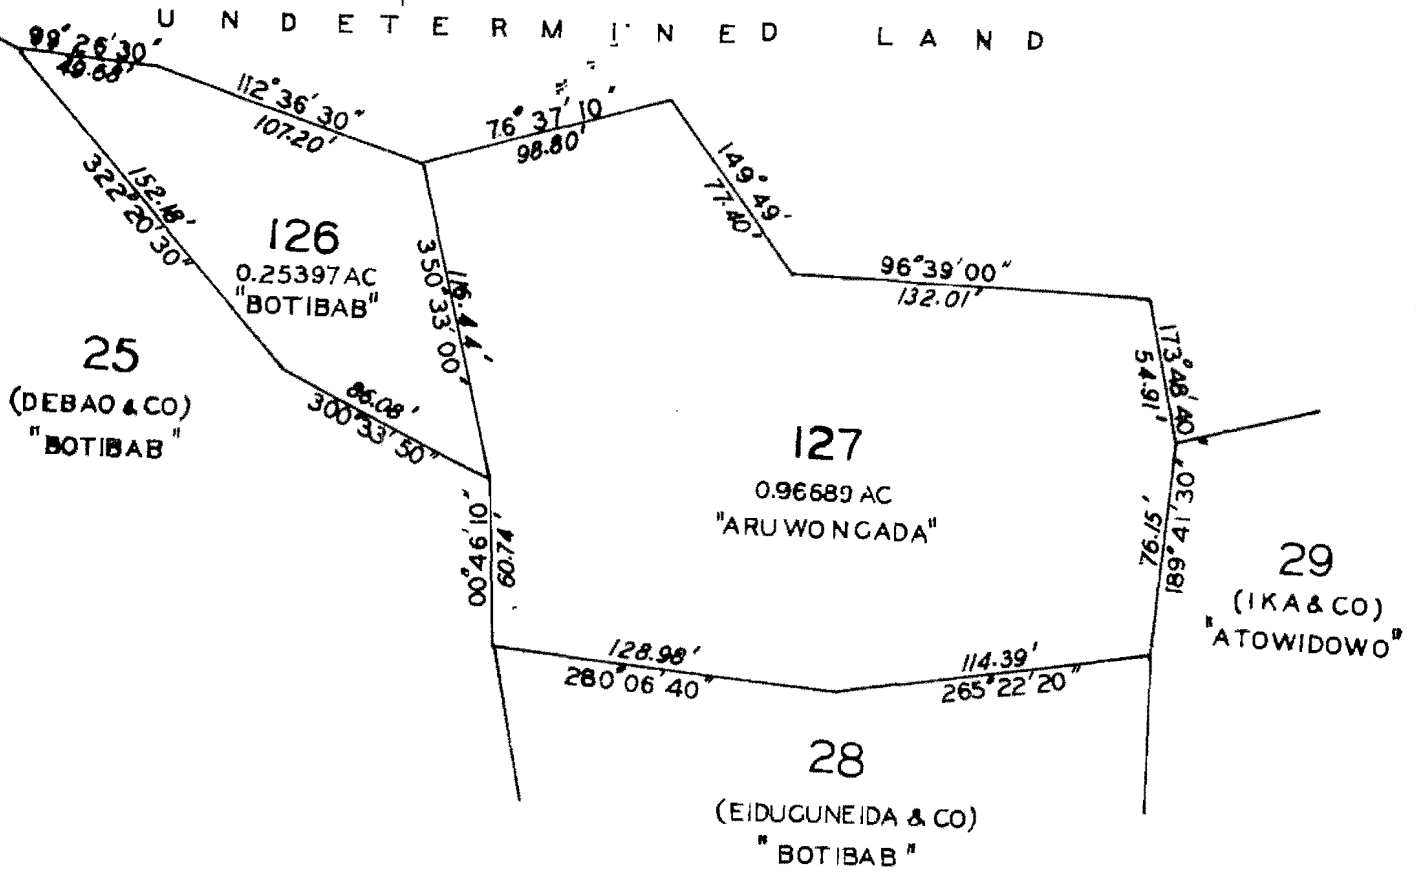 UNDETERMINED LAND
99°26'30"
49.68'
112°36'30"
107.20'
76°37'10"
98.80'
149°49'
77.40'
152.18'
322°20'30"
126
0.25397 AC
"BOTIBAB"
350°33'00"
116.44'
96°39'00"
132.01'
173°48'40"
54.91'
25
(DEBAO & CO)
"BOTIBAB"
86.08'
300°33'50"
127
0.96689 AC
"ARUWONGADA"
00°46'10"
60.74'
76.15'
189°41'30"
29
(IKA & CO)
"ATOWIDOWO"
128.98'
280°06'40"
114.39'
265°22'20"
28
(EIDUGUNEIDA & CO)
"BOTIBAB"